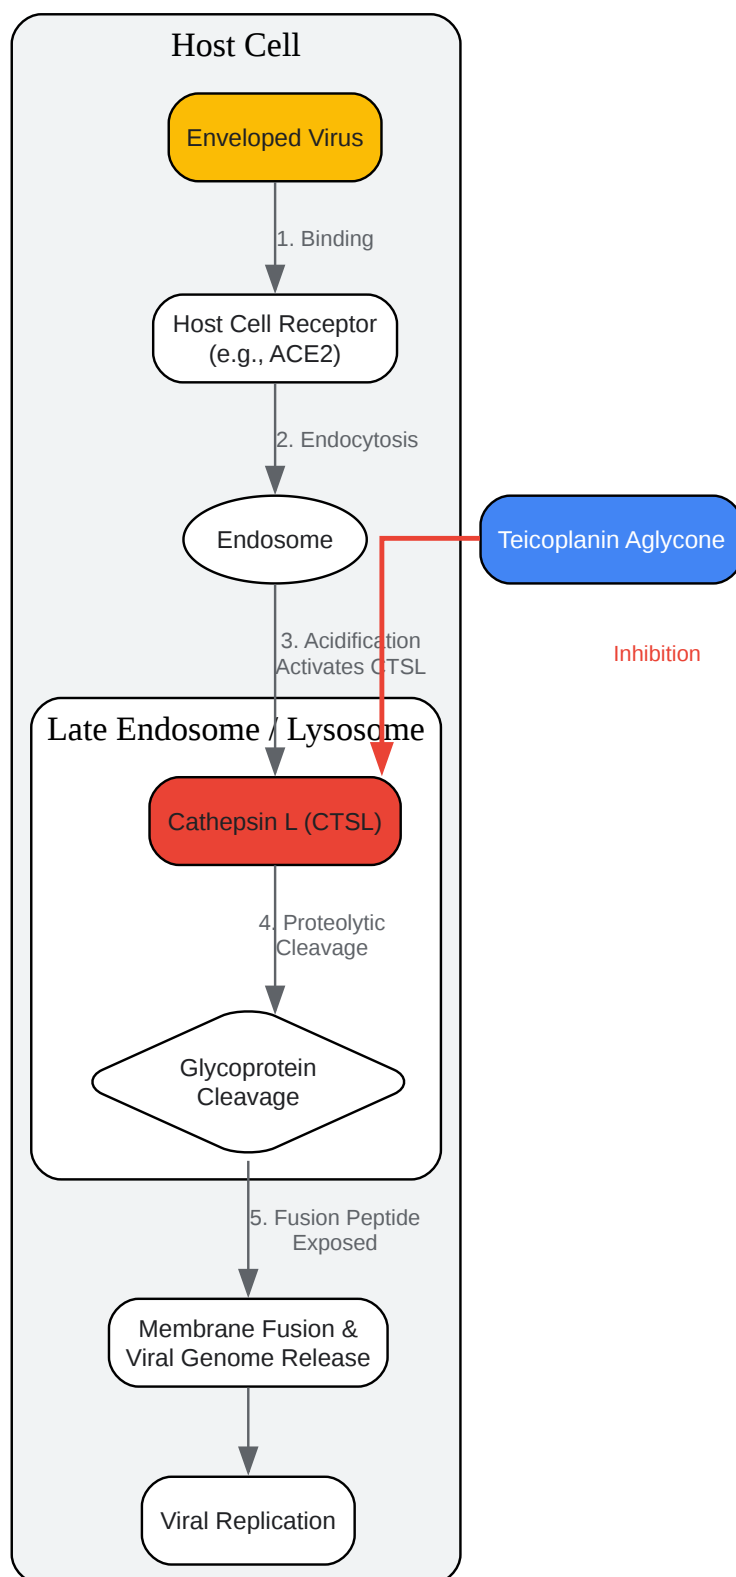 Host Cell
Enveloped Virus
1. Binding
Host Cell Receptor
(e.g., ACE2)
2. Endocytosis
Endosome
Teicoplanin Aglycone
3. Acidification
Activates CTSL
Inhibition
Late Endosome / Lysosome
Cathepsin L (CTSL)
4. Proteolytic
Cleavage
Glycoprotein
Cleavage
5. Fusion Peptide
Exposed
Membrane Fusion &
Viral Genome Release
Viral Replication